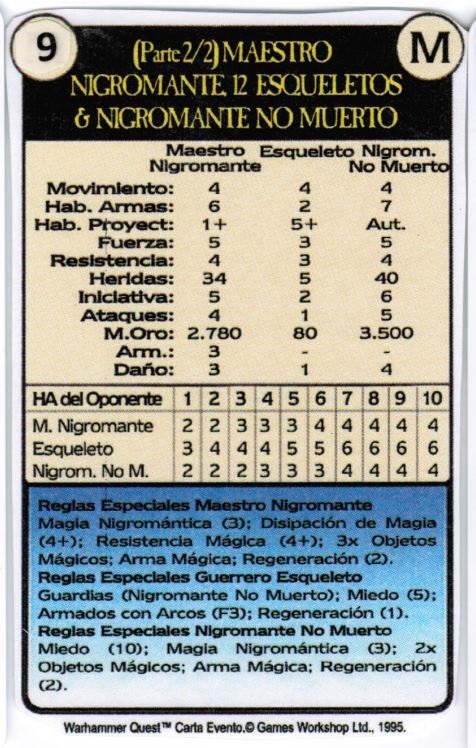 9 (Parte 2/2) MAESTRO M
NIGROMANTE, 12 ESQUELETOS
& NIGROMANTE NO MUERTO
Maestro Esqueleto Nigrom.
Nigromante No Muerto
Movimiento: 4 4 4
Hab. Armas: 6 2 7
Hab. Proyect: 1+ 5+ Aut.
Fuerza: 5 3 5
Resistencia: 4 3 4
Heridas: 34 5 40
Iniciativa: 5 2 6
Ataques: 4 1 5
M.Oro: 2.780 80 3.500
Arm.: 3 - -
Daño: 3 1 4
HA del Oponente 1 2 3 4 5 6 7 8 9 10
M. Nigromante 2 2 3 3 3 4 4 4 4 4
Esqueleto 3 4 4 4 5 5 6 6 6 6
Nigrom. No M. 2 2 2 3 3 3 4 4 4 4
Reglas Especiales Maestro Nigromante
Magia Nigromántica (3); Disipación de Magia
(4+); Resistencia Mágica (4+); 3x Objetos
Mágicos; Arma Mágica; Regeneración (2).
Reglas Especiales Guerrero Esqueleto
Guardias (Nigromante No Muerto); Miedo (5);
Armados con Arcos (F3); Regeneración (1).
Reglas Especiales Nigromante No Muerto
Miedo (10); Magia Nigromántica (3); 2x
Objetos Mágicos; Arma Mágica; Regeneración
(2).
Warhammer Quest™ Carta Evento.© Games Workshop Ltd., 1995.